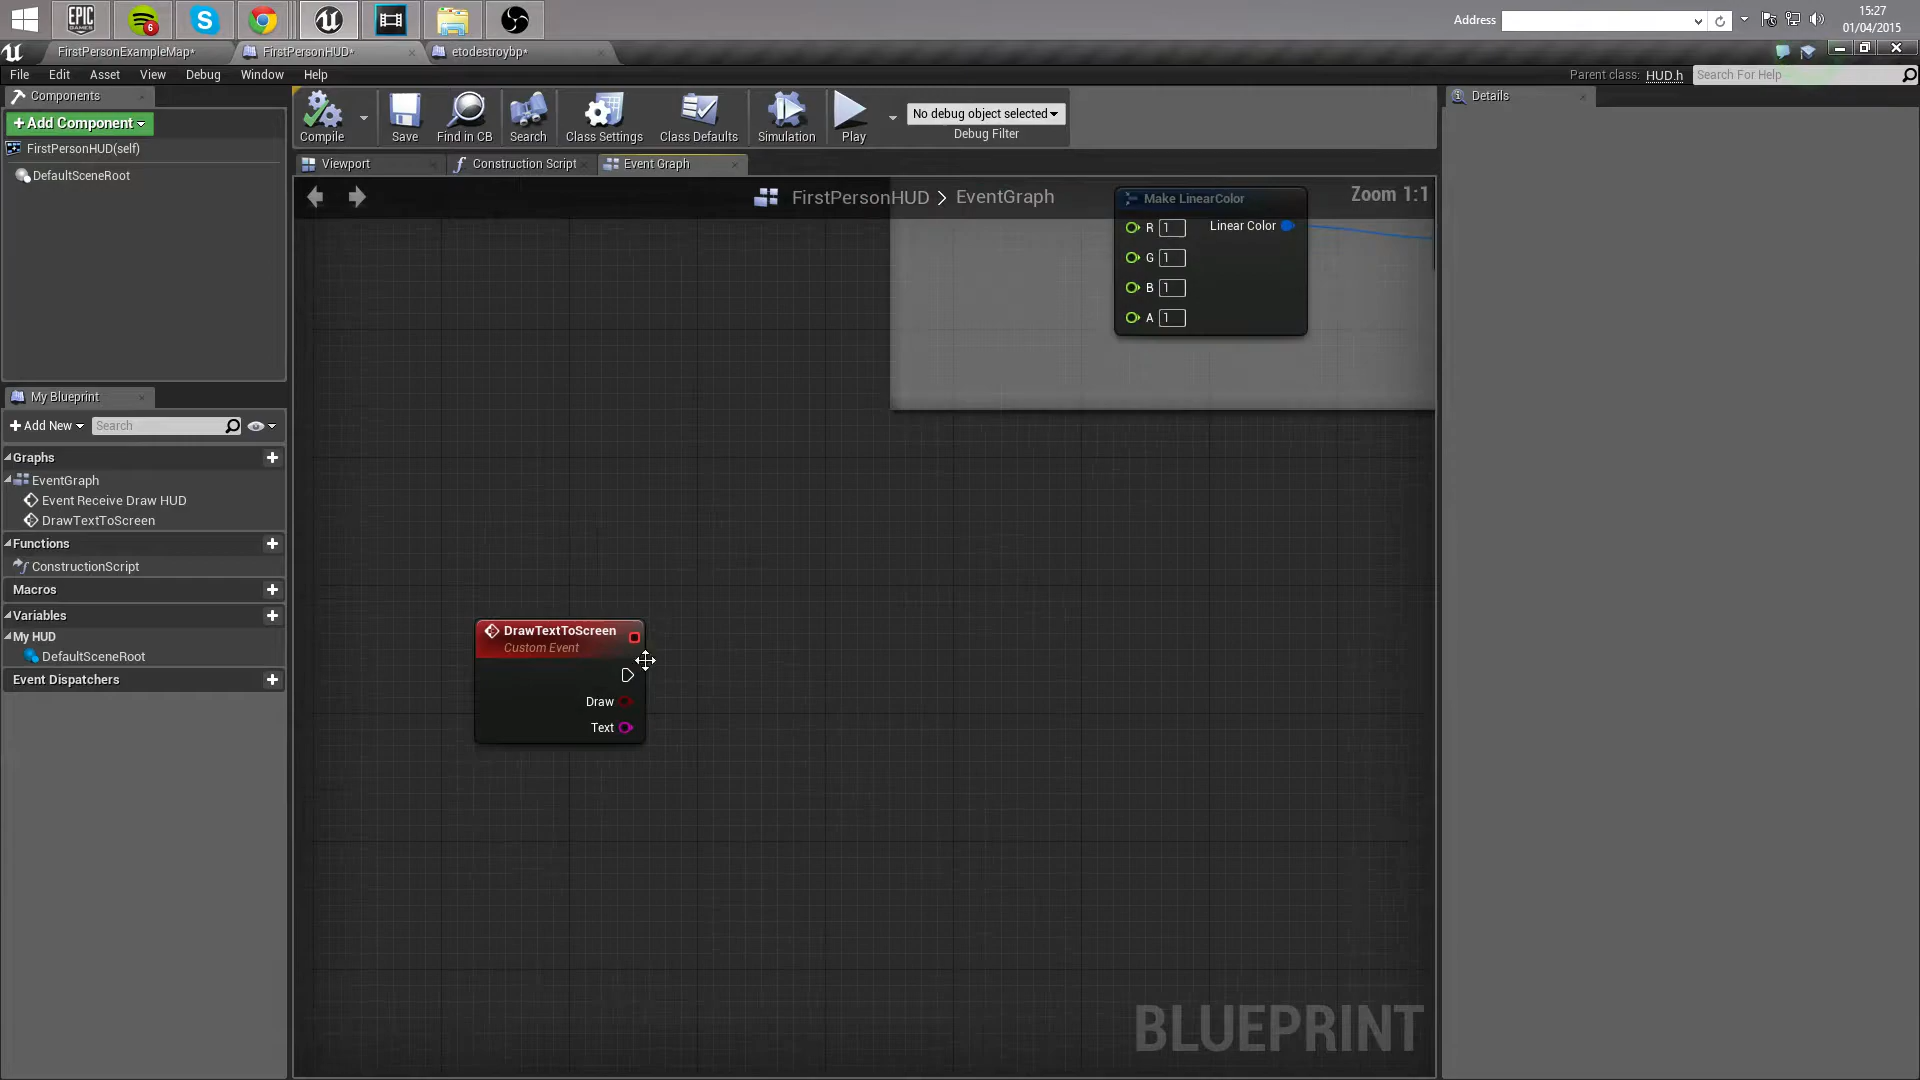 EPIC
GAMES
6
Address
15:27
01/04/2015
FirstPersonExampleMap*
FirstPersonHUD*
etodestroybp*
File Edit Asset View Debug Window Help
Parent class: HUD.h
Search For Help
Components
+Add Component
FirstPersonHUD(self)
DefaultSceneRoot
Compile
Save
Find in CB
Search
Class Settings
Class Defaults
Simulation
Play
No debug object selected
Debug Filter
Details
Viewport
Construction Script
Event Graph
FirstPersonHUD > EventGraph
Zoom 1:1
Make LinearColor
R 1 Linear Color
G 1
B 1
A 1
My Blueprint
+Add New
Search
Graphs
EventGraph
Event Receive Draw HUD
DrawTextToScreen
Functions
ConstructionScript
Macros
Variables
My HUD
DefaultSceneRoot
Event Dispatchers
DrawTextToScreen
Custom Event
Draw
Text
BLUEPRINT